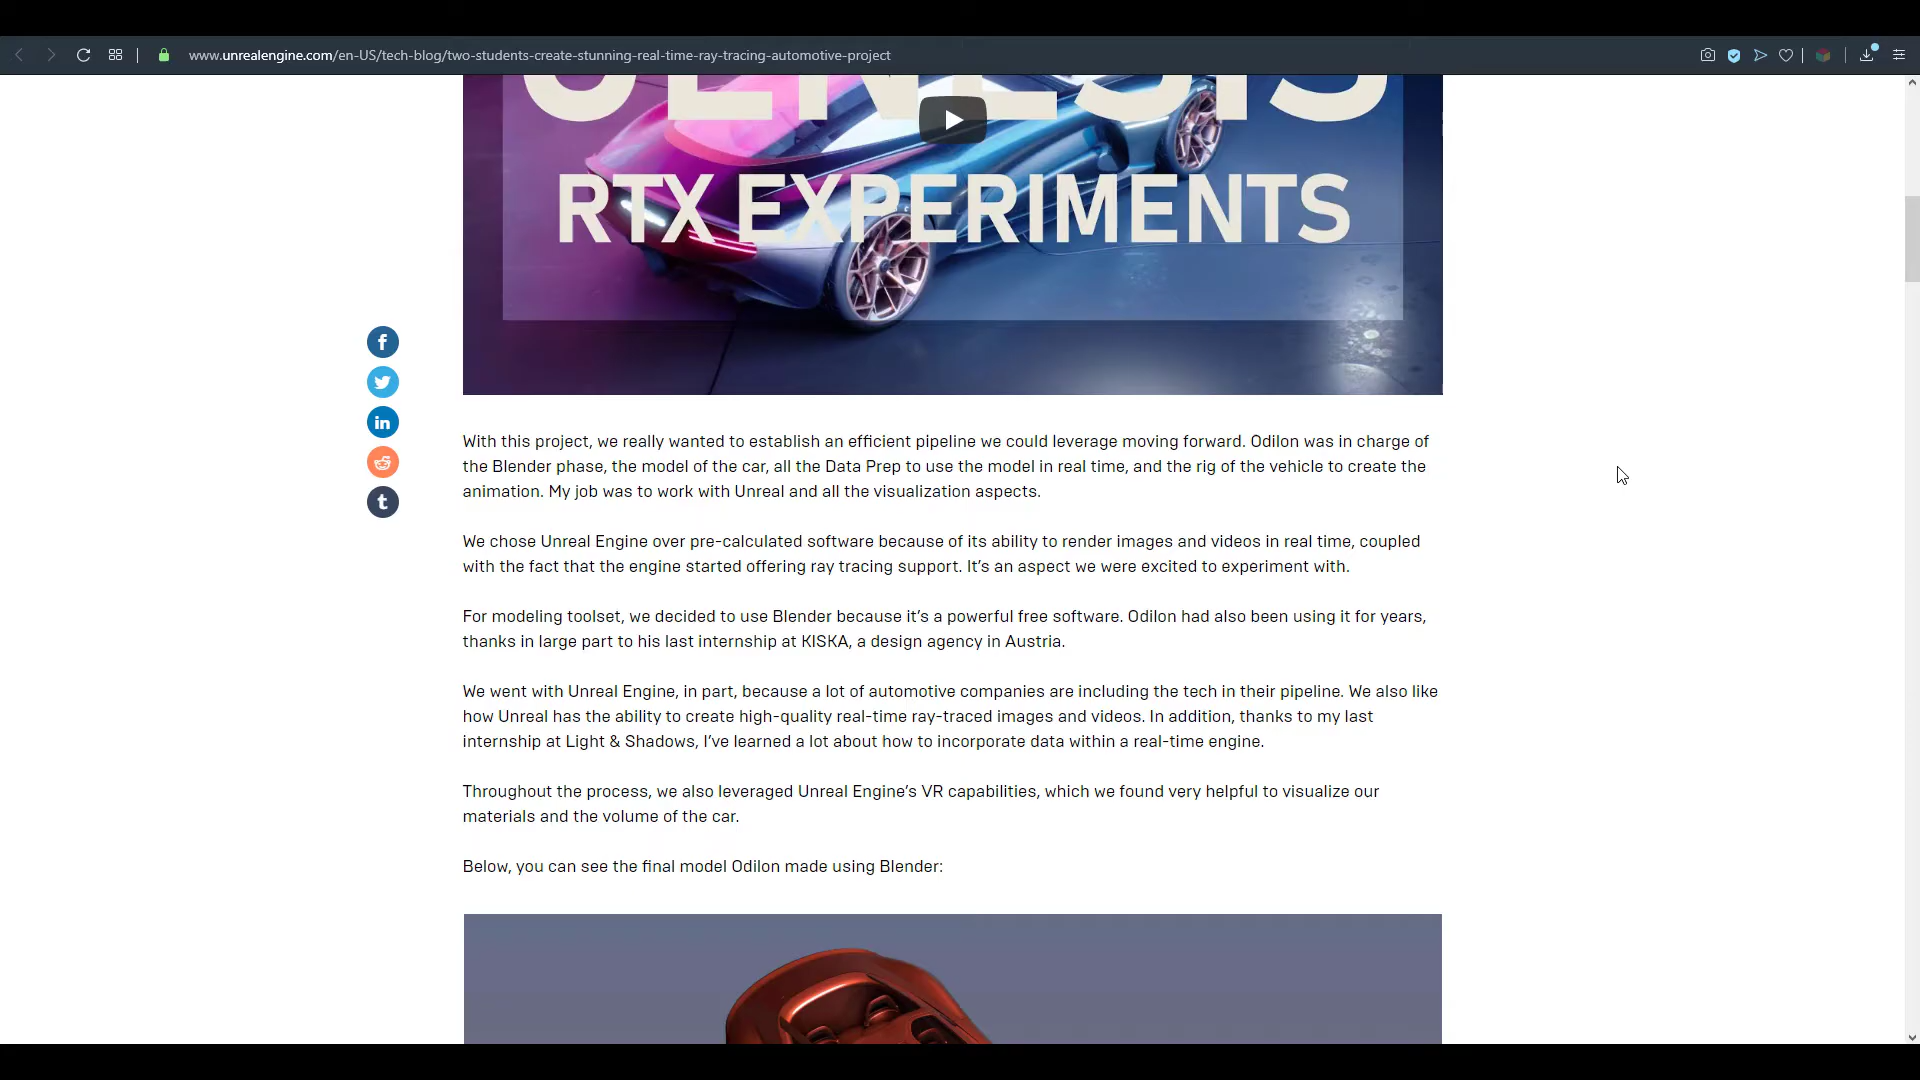 www.unrealengine.com/en-US/tech-blog/two-students-create-stunning-real-time-ray-tracing-automotive-project
GENESIS
RTX EXPERIMENTS
With this project, we really wanted to establish an efficient pipeline we could leverage moving forward. Odilon was in charge of
the Blender phase, the model of the car, all the Data Prep to use the model in real time, and the rig of the vehicle to create the
animation. My job was to work with Unreal and all the visualization aspects.
We chose Unreal Engine over pre-calculated software because of its ability to render images and videos in real time, coupled
with the fact that the engine started offering ray tracing support. It’s an aspect we were excited to experiment with.
For modeling toolset, we decided to use Blender because it’s a powerful free software. Odilon had also been using it for years,
thanks in large part to his last internship at KISKA, a design agency in Austria.
We went with Unreal Engine, in part, because a lot of automotive companies are including the tech in their pipeline. We also like
how Unreal has the ability to create high-quality real-time ray-traced images and videos. In addition, thanks to my last
internship at Light & Shadows, I’ve learned a lot about how to incorporate data within a real-time engine.
Throughout the process, we also leveraged Unreal Engine’s VR capabilities, which we found very helpful to visualize our
materials and the volume of the car.
Below, you can see the final model Odilon made using Blender: